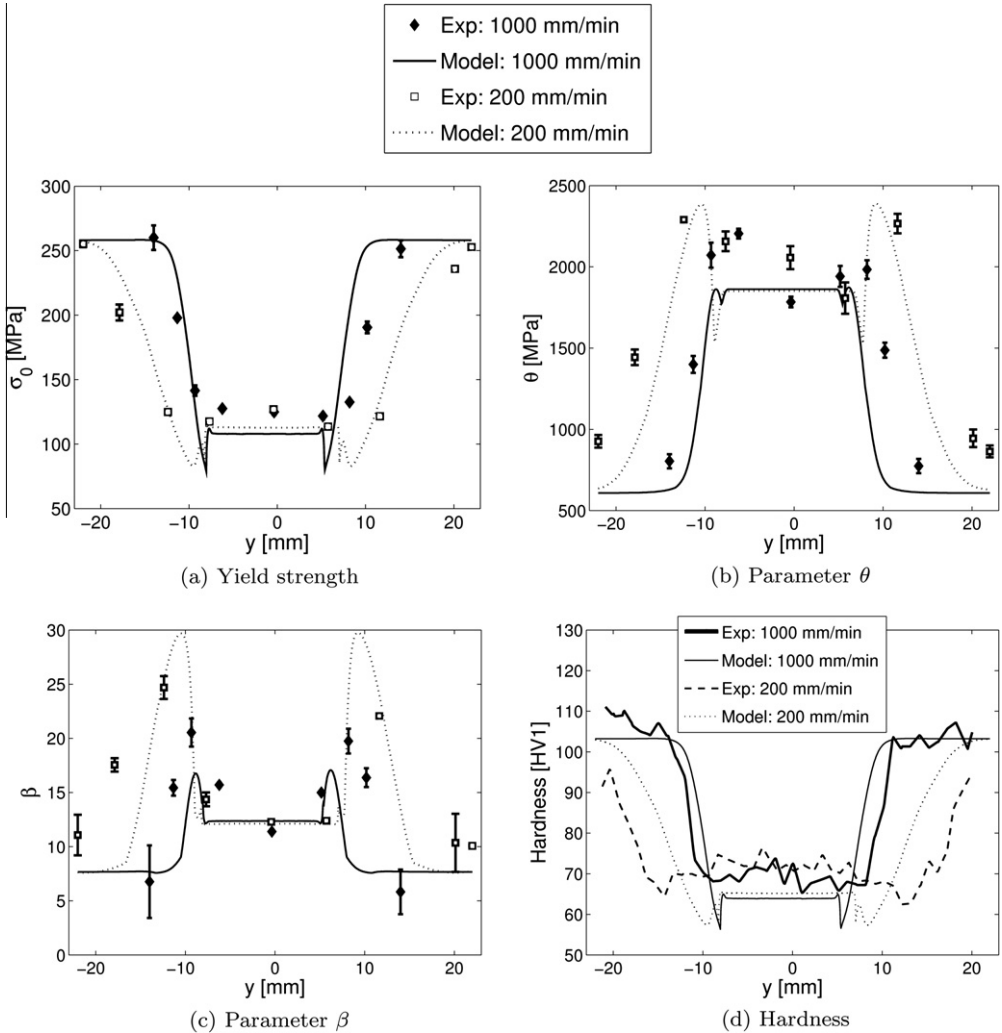 Exp: 1000 mm/min
Model: 1000 mm/min
Exp: 200 mm/min
Model: 200 mm/min
300
250
200
150
100
50
σ₀ [MPa]
−20 −10 0 10 20
y [mm]
(a) Yield strength
2500
2000
1500
1000
500
θ [MPa]
−20 −10 0 10 20
y [mm]
(b) Parameter θ
30
25
20
15
10
5
0
β
−20 −10 0 10 20
y [mm]
(c) Parameter β
Exp: 1000 mm/min
Model: 1000 mm/min
Exp: 200 mm/min
Model: 200 mm/min
130
120
110
100
90
80
70
60
50
Hardness [HV1]
−20 −10 0 10 20
y [mm]
(d) Hardness